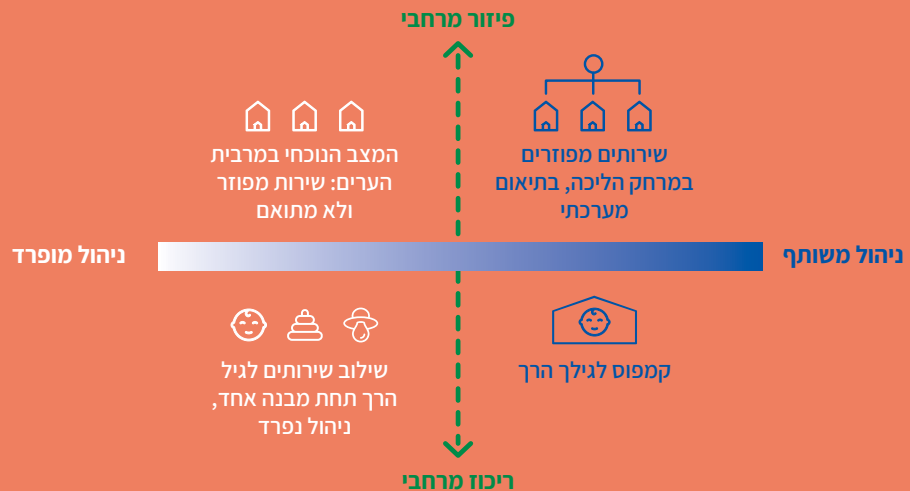 פיזור מרחבי
שירותים מפוזרים
במרחק הליכה, בתיאום
מערכתי
המצב הנוכחי במרבית
הערים: שירות מפוזר
ולא מתואם
ניהול משותף
ניהול מופרד
קמפוס לגילך הרך
שילוב שירותים לגיל
הרך תחת מבנה אחד,
ניהול נפרד
ריכוז מרחבי